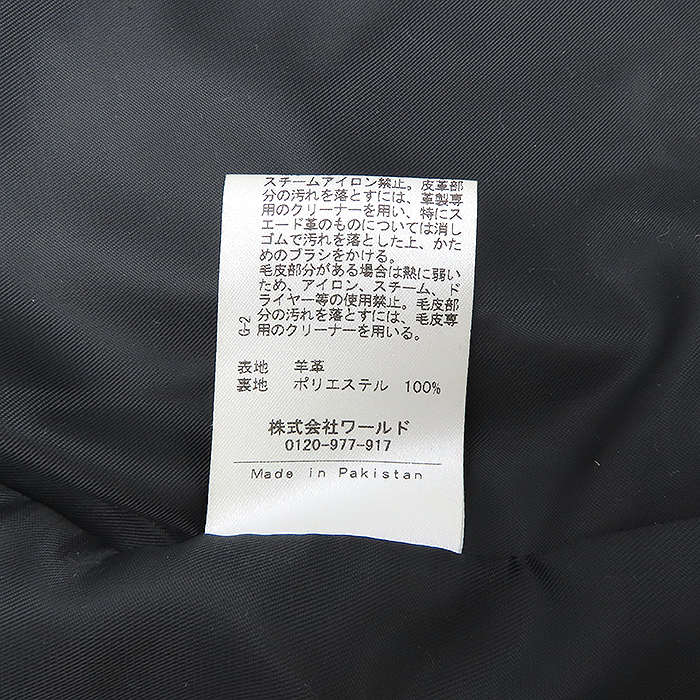 スチームアイロン禁止。皮革部
分の汚れを落とすには、革製専
用のクリーナーを用い、特にス
エード革のものについては消し
ゴムで汚れを落とした上、かた
めのブラシをかける。
毛皮部分がある場合は熱に弱い
ため、アイロン、スチーム、ド
ライヤー等の使用禁止。毛皮部
分の汚れを落とすには、毛皮専
用のクリーナーを用いる。
G-2
表地 羊革
裏地 ポリエステル 100%
株式会社ワールド
0120-977-917
Made in Pakistan